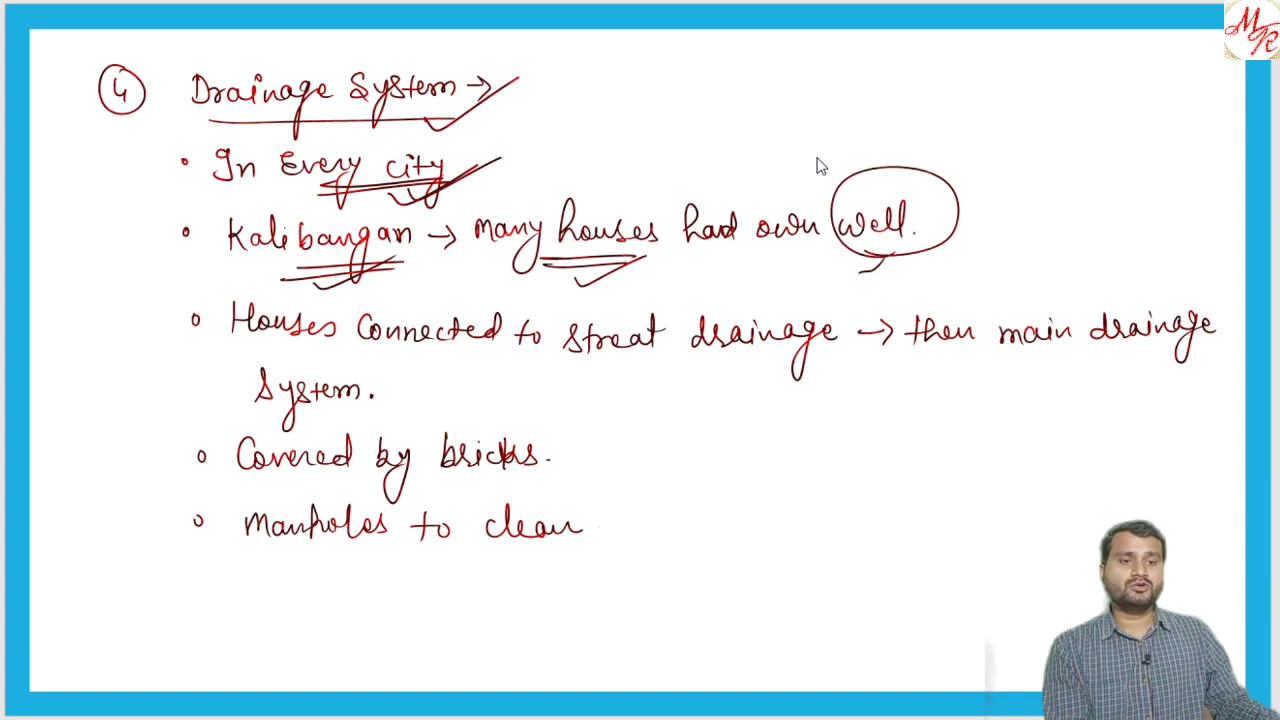 MR
④ Drainage System →
• In Every city
• Kalibangan → many houses had own well.
• Houses Connected to streat drainage → then main drainage
System.
• Covered by bricks.
• Manholes to clean